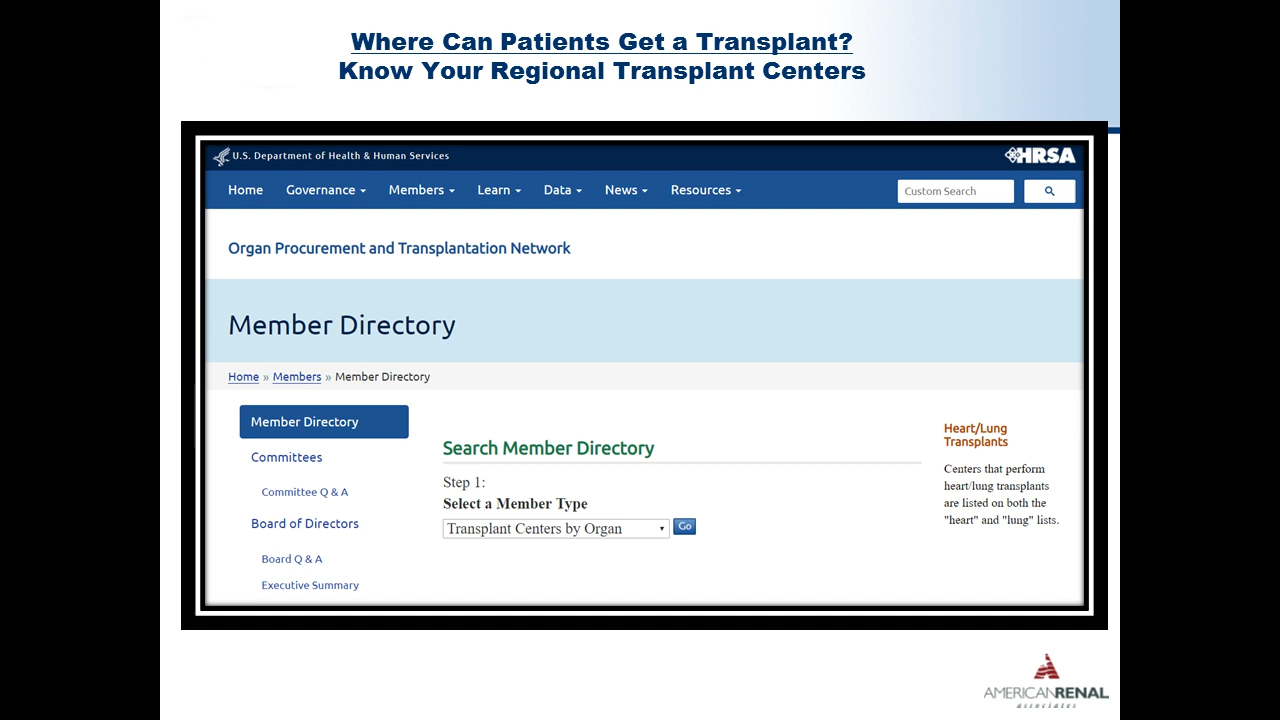 Where Can Patients Get a Transplant?
Know Your Regional Transplant Centers
U.S. Department of Health & Human Services
HRSA
Home
Governance
Members
Learn
Data
News
Resources
Custom Search
Organ Procurement and Transplantation Network
Member Directory
Home » Members » Member Directory
Member Directory
Committees
Committee Q & A
Board of Directors
Board Q & A
Executive Summary
Search Member Directory
Step 1:
Select a Member Type
Transplant Centers by Organ
Go
Heart/Lung
Transplants
Centers that perform
heart/lung transplants
are listed on both the
"heart" and "lung" lists.
AMERICAN RENAL
associates